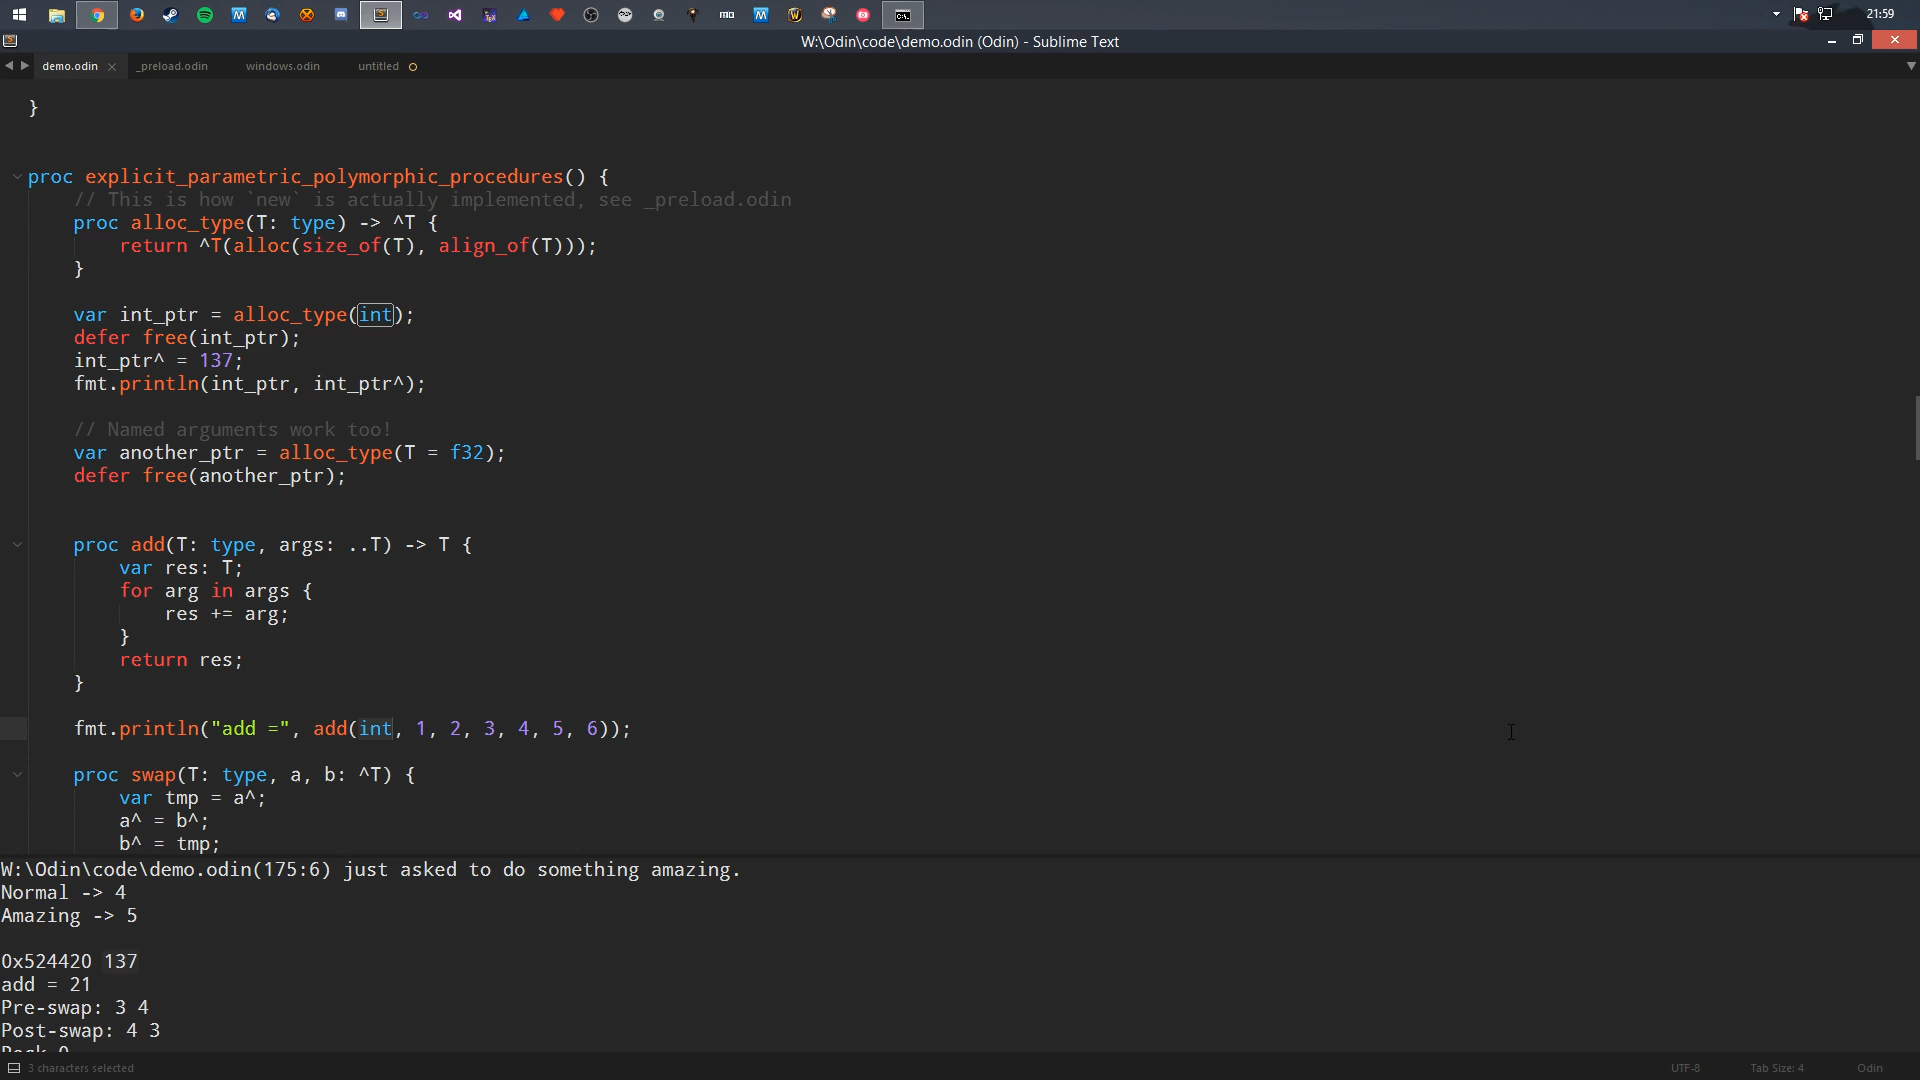 21:59
W:\Odin\code\demo.odin (Odin) - Sublime Text
demo.odin _preload.odin windows.odin untitled
}
proc explicit_parametric_polymorphic_procedures() {
// This is how `new` is actually implemented, see _preload.odin
proc alloc_type(T: type) -> ^T {
return ^T(alloc(size_of(T), align_of(T)));
}
var int_ptr = alloc_type(int);
defer free(int_ptr);
int_ptr^ = 137;
fmt.println(int_ptr, int_ptr^);
// Named arguments work too!
var another_ptr = alloc_type(T = f32);
defer free(another_ptr);
proc add(T: type, args: ..T) -> T {
var res: T;
for arg in args {
res += arg;
}
return res;
}
fmt.println("add =", add(int, 1, 2, 3, 4, 5, 6));
proc swap(T: type, a, b: ^T) {
var tmp = a^;
a^ = b^;
b^ = tmp;
W:\Odin\code\demo.odin(175:6) just asked to do something amazing.
Normal -> 4
Amazing -> 5
0x524420 137
add = 21
Pre-swap: 3 4
Post-swap: 4 3
3 characters selected UTF-8 Tab Size: 4 Odin